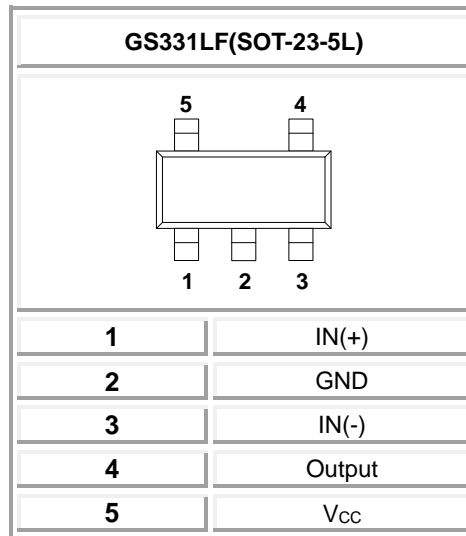 GS331LF(SOT-23-5L)
5 4
1 2 3
1 IN(+)
2 GND
3 IN(-)
4 Output
5 Vcc